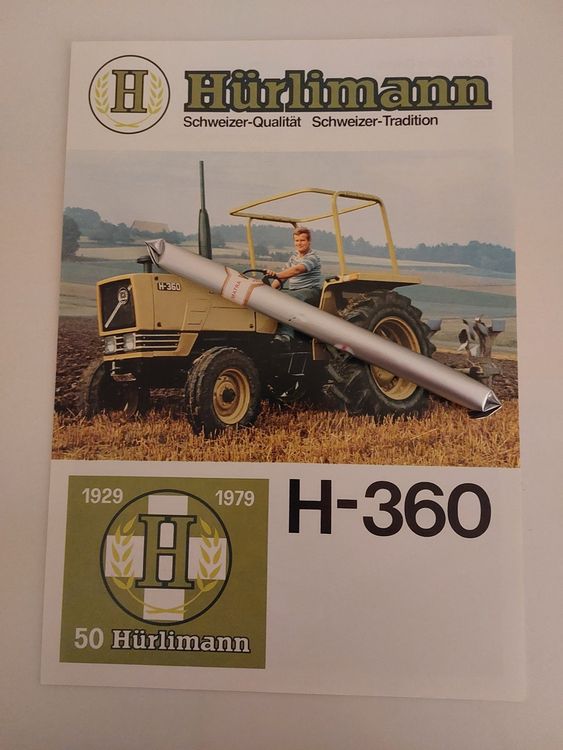 H
Hürlimann
Schweizer-Qualität Schweizer-Tradition
H-360
1929 1979
H
50 Hürlimann
H-360